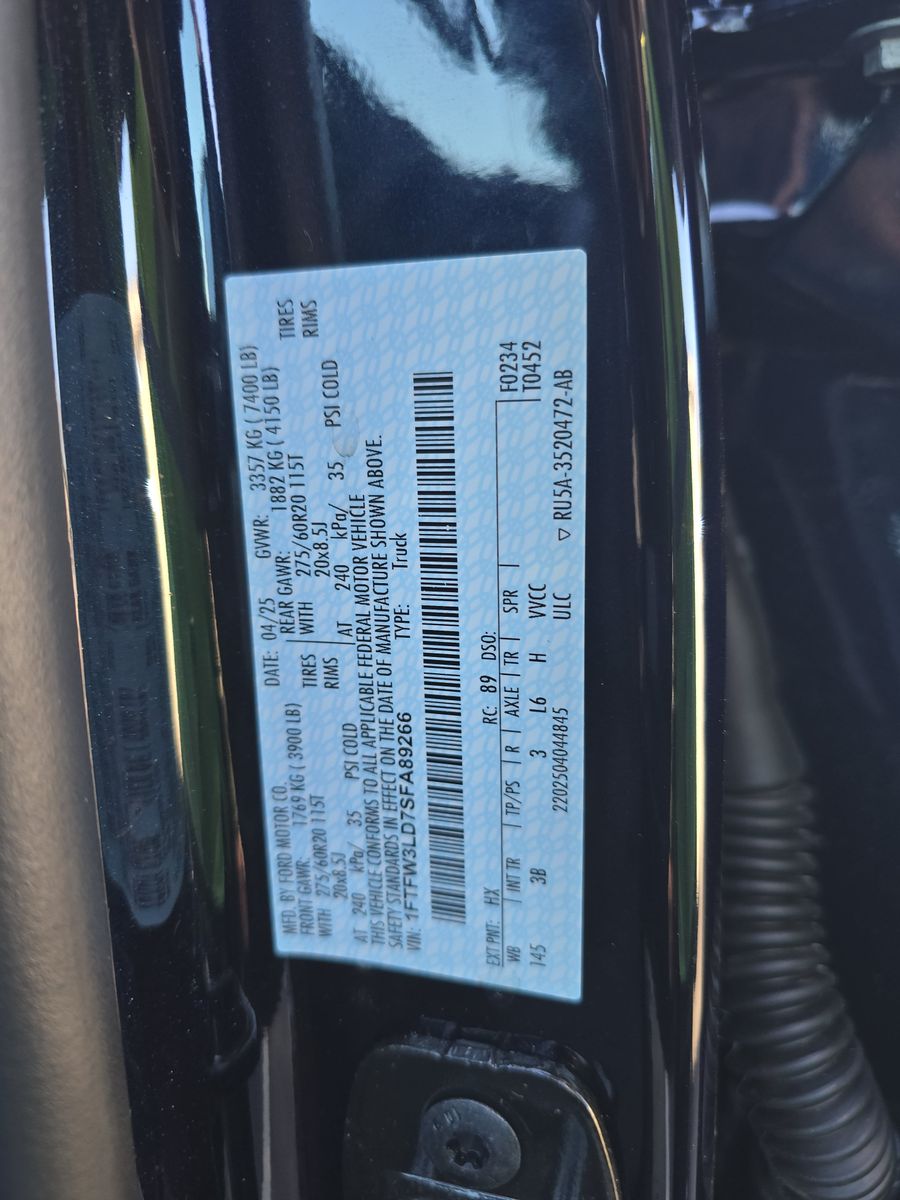 MFD. BY FORD MOTOR CO. DATE: 04/25 GVWR: 3357 KG ( 7400 LB)
FRONT GAWR: 1769 KG ( 3900 LB) REAR GAWR: 1882 KG ( 4150 LB)
WITH 275/60R20 115T TIRES WITH 275/60R20 115T TIRES
20x8.5J RIMS 20x8.5J RIMS
AT 240 kPa/ 35 PSI COLD AT 240 kPa/ 35 PSI COLD
THIS VEHICLE CONFORMS TO ALL APPLICABLE FEDERAL MOTOR VEHICLE
SAFETY STANDARDS IN EFFECT ON THE DATE OF MANUFACTURE SHOWN ABOVE.
VIN: 1FTFW3LD7SFA89266 TYPE: Truck
EXT PNT: HX RC: 89 DSO: F0234
WB | INT TR | TP/PS | R | AXLE | TR | SPR | T0452
145 3B 3 L6 H VVCC
2202504044845 ULC ▽ RU5A-3520472-AB